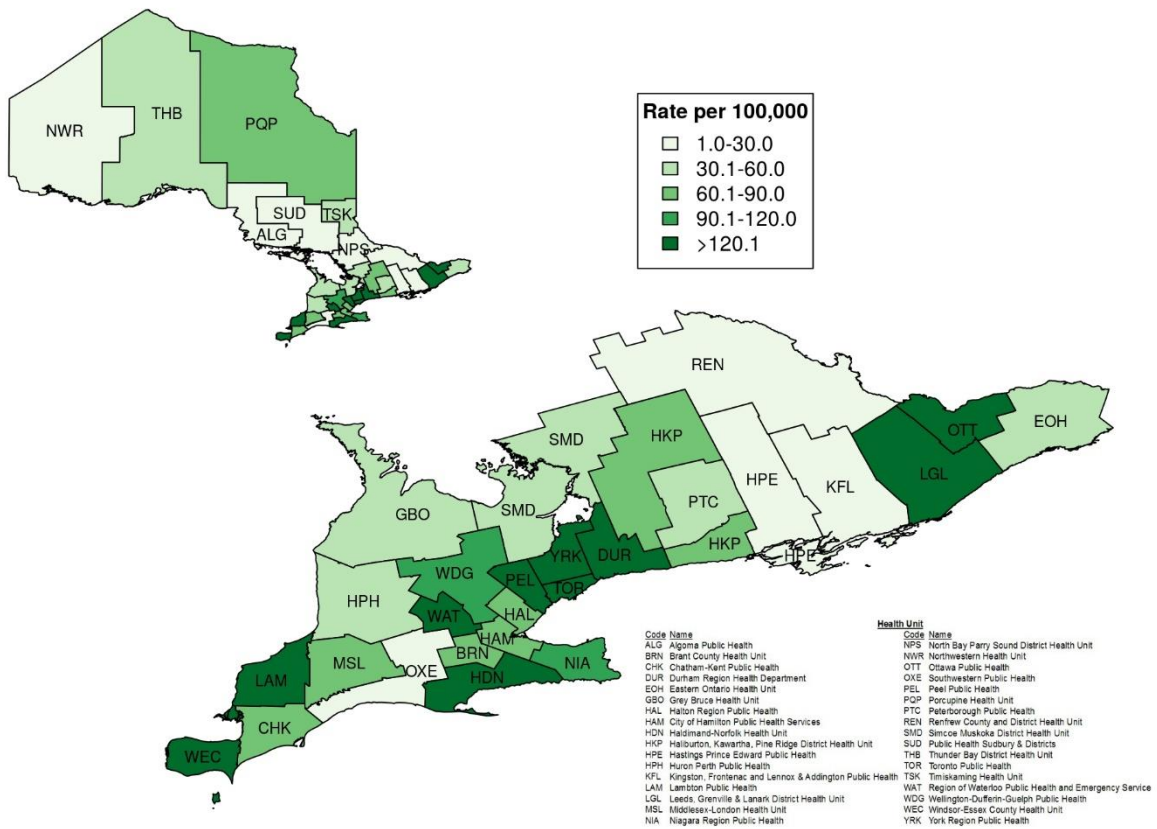 NWR
THB
PQP
SUD
TSK
ALG
NPS
Rate per 100,000
1.0-30.0
30.1-60.0
60.1-90.0
90.1-120.0
>120.1
REN
SMD
HKP
OTT
EOH
HPE
KFL
LGL
PTC
GBO
SMD
YRK
DUR
HKP
HPE
WDG
PEL
TOR
HPH
WAT
HAL
HAM
BRN
MSL
OXE
NIA
LAM
HDN
CHK
WEC
Health Unit
Code Name
ALG Algoma Public Health
BRN Brant County Health Unit
CHK Chatham-Kent Public Health
DUR Durham Region Health Department
EOH Eastern Ontario Health Unit
GBO Grey Bruce Health Unit
HAL Halton Region Public Health
HAM City of Hamilton Public Health Services
HDN Haldimand-Norfolk Health Unit
HKP Haliburton, Kawartha, Pine Ridge District Health Unit
HPE Hastings Prince Edward Public Health
HPH Huron Perth Public Health
KFL Kingston, Frontenac and Lennox & Addington Public Health
LAM Lambton Public Health
LGL Leeds, Grenville & Lanark District Health Unit
MSL Middlesex-London Health Unit
NIA Niagara Region Public Health
Code Name
NPS North Bay Parry Sound District Health Unit
NWR Northwestern Health Unit
OTT Ottawa Public Health
OXE Southwestern Public Health
PEL Peel Public Health
PQP Porcupine Health Unit
PTC Peterborough Public Health
REN Renfrew County and District Health Unit
SMD Simcoe Muskoka District Health Unit
SUD Public Health Sudbury & Districts
THB Thunder Bay District Health Unit
TOR Toronto Public Health
TSK Timiskaming Health Unit
WAT Region of Waterloo Public Health and Emergency Service
WDG Wellington-Dufferin-Guelph Public Health
WEC Windsor-Essex County Health Unit
YRK York Region Public Health